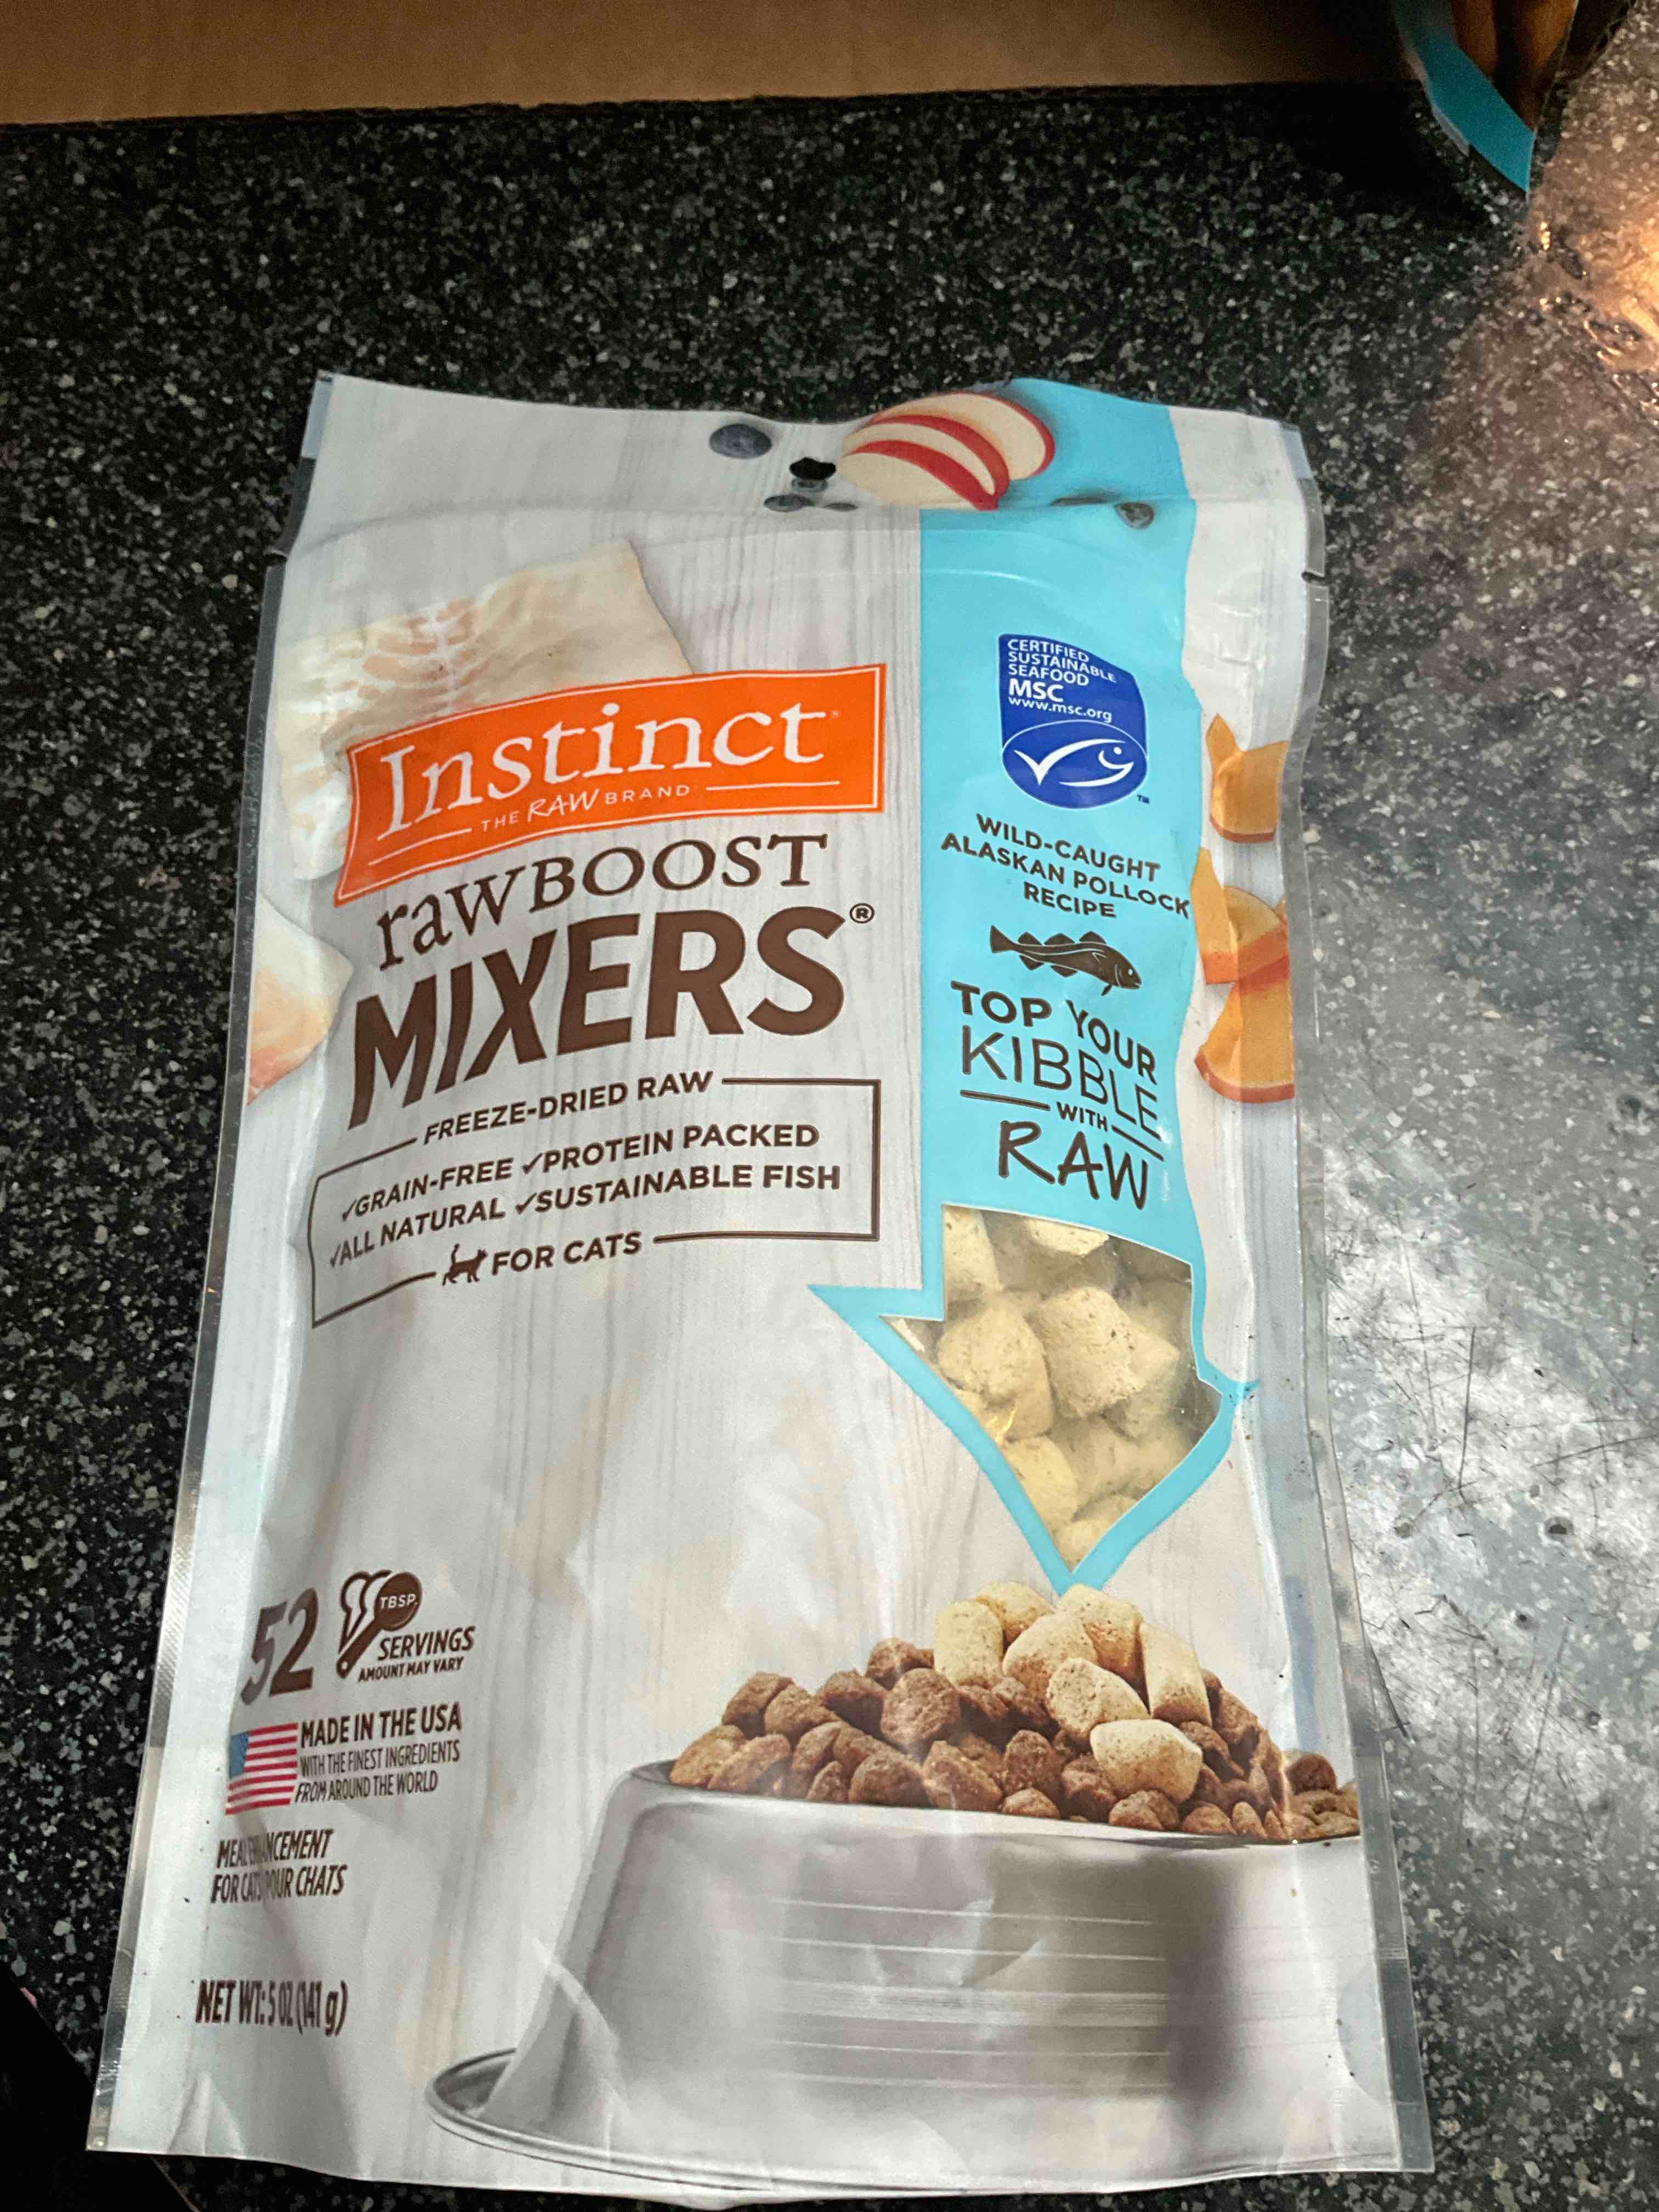 Instinct®
THE RAW BRAND
raw BOOST
MIXERS®
FREEZE-DRIED RAW
✓GRAIN-FREE ✓PROTEIN PACKED
✓ALL NATURAL ✓SUSTAINABLE FISH
FOR CATS
CERTIFIED
SUSTAINABLE
SEAFOOD
MSC
www.msc.org
TM
WILD-CAUGHT
ALASKAN POLLOCK
RECIPE
TOP YOUR
KIBBLE
WITH
RAW
52
TBSP.
SERVINGS
AMOUNT MAY VARY
MADE IN THE USA
WITH THE FINEST INGREDIENTS
FROM AROUND THE WORLD
FOR CATS POUR CHATS
NET WT: 5 OZ (141 g)